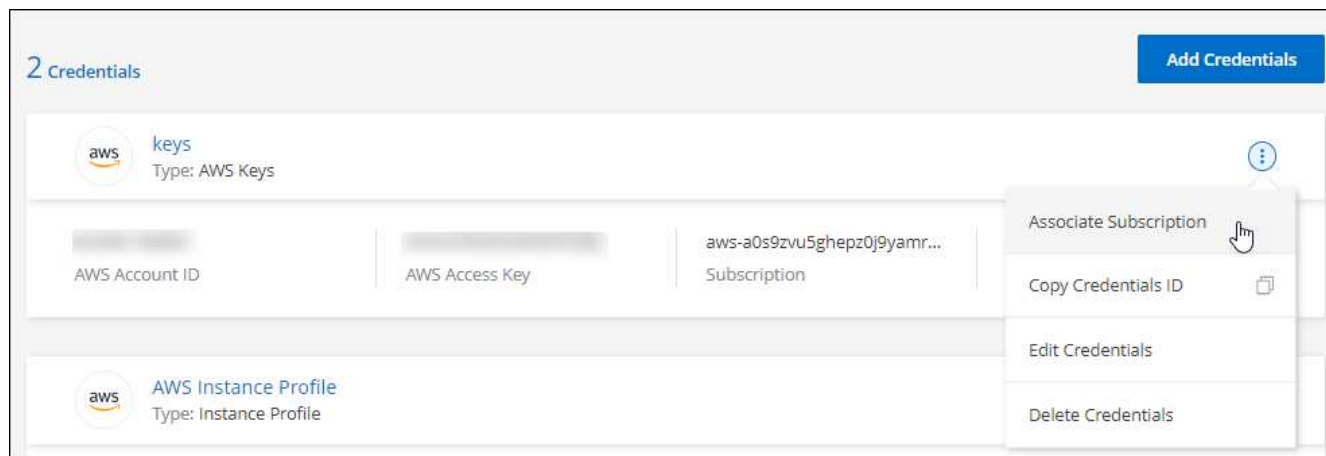 2 Credentials
Add Credentials
aws
keys
Type: AWS Keys
AWS Account ID
AWS Access Key
aws-a0s9zvu5ghepz0j9yamr...
Subscription
Associate Subscription
Copy Credentials ID
Edit Credentials
Delete Credentials
aws
AWS Instance Profile
Type: Instance Profile